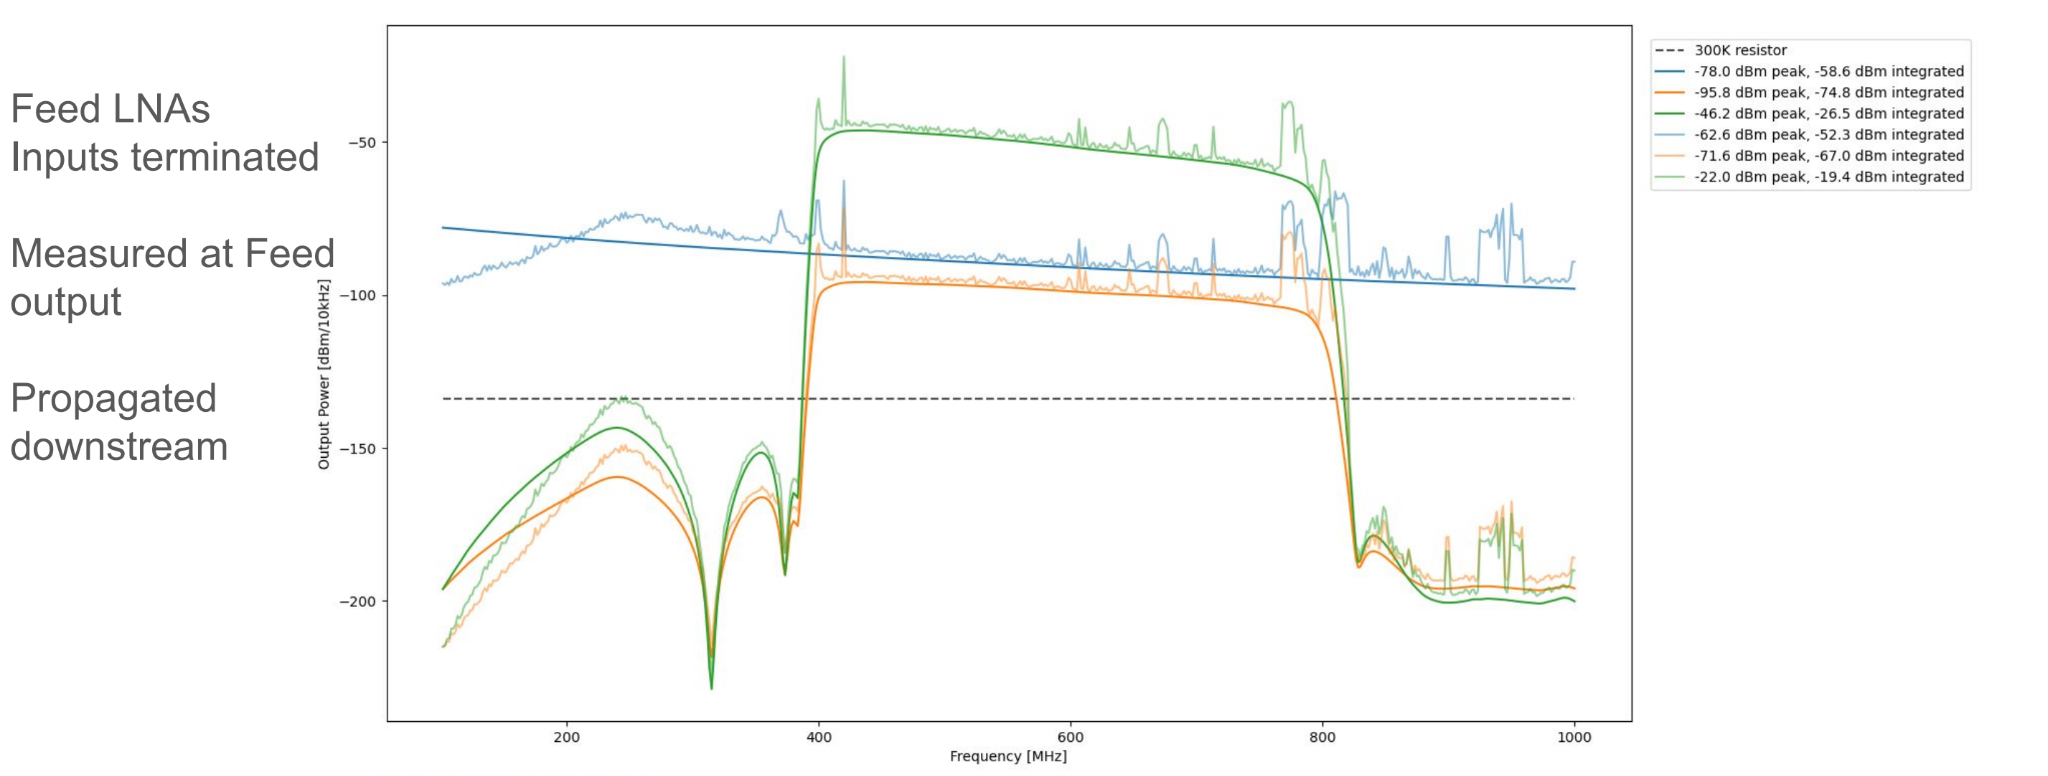 Feed LNAs
Inputs terminated
Measured at Feed
output
Propagated
downstream
Output Power [dBm/10kHz]
−50
−100
−150
−200
200
400
600
800
1000
Frequency [MHz]
300K resistor
-78.0 dBm peak, -58.6 dBm integrated
-95.8 dBm peak, -74.8 dBm integrated
-46.2 dBm peak, -26.5 dBm integrated
-62.6 dBm peak, -52.3 dBm integrated
-71.6 dBm peak, -67.0 dBm integrated
-22.0 dBm peak, -19.4 dBm integrated